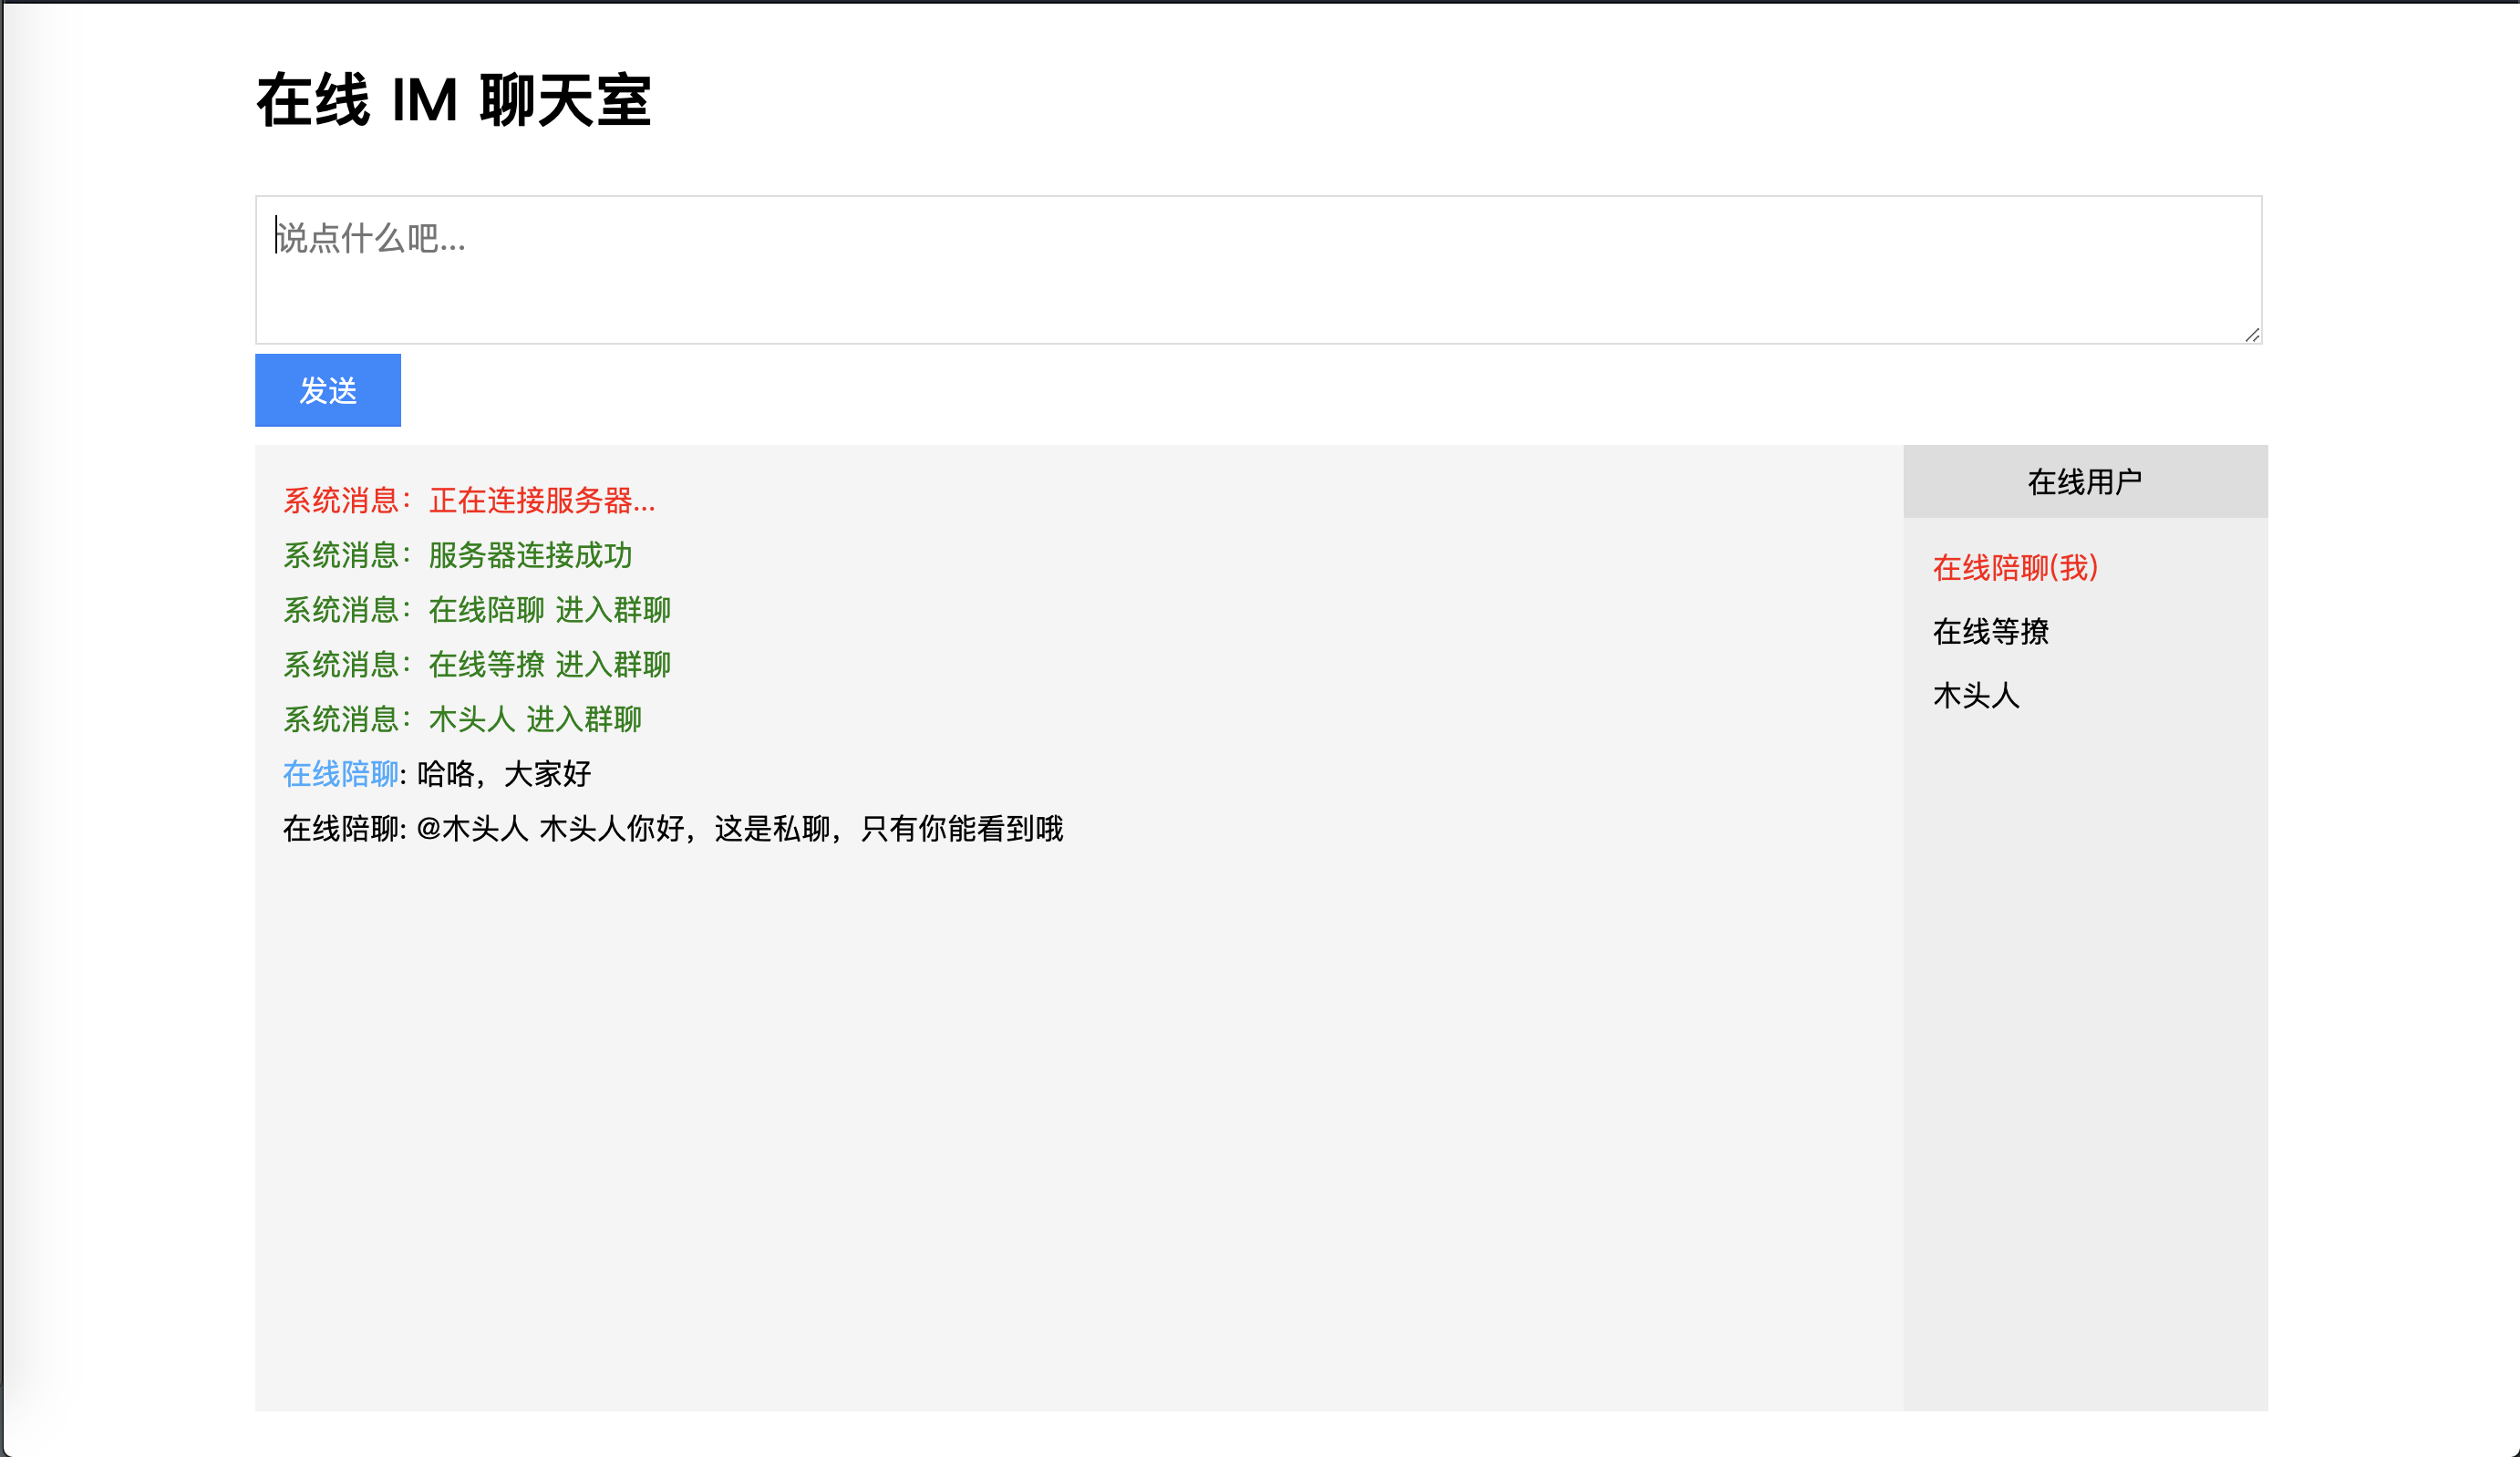 在线 IM 聊天室
说点什么吧...
发送
系统消息：正在连接服务器...
系统消息：服务器连接成功
系统消息：在线陪聊 进入群聊
系统消息：在线等撩 进入群聊
系统消息：木头人 进入群聊
在线陪聊: 哈咯，大家好
在线陪聊: @木头人 木头人你好，这是私聊，只有你能看到哦
在线用户
在线陪聊(我)
在线等撩
木头人